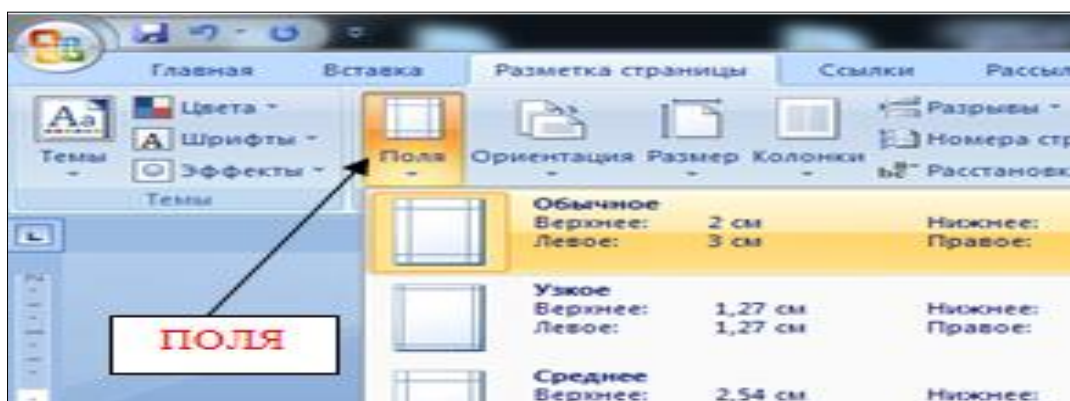 Главная Вставка Разметка страницы Ссылки
Aa Цвета Поля Ориентация Размер Колонки Разрывы
Шрифты
Темы Эффекты
Темы
Обычное
Верхнее: 2 см Нижнее:
Левое: 3 см Правое:
Узкое
Верхнее: 1,27 см Нижнее:
Левое: 1,27 см Правое:
ПОЛЯ
Среднее
Верхнее: 2,54 см Нижнее: